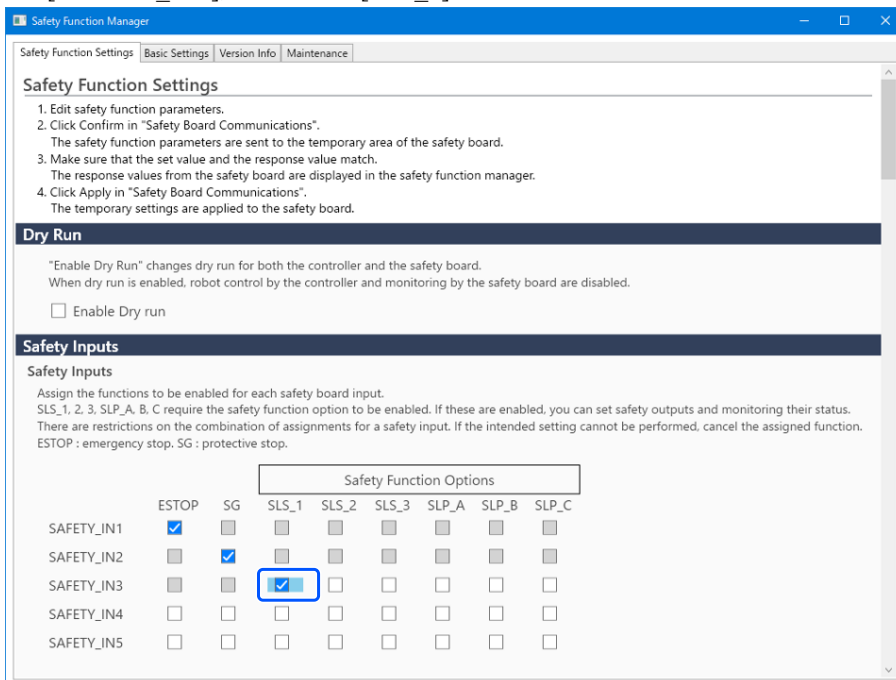 Safety Function Manager
Safety Function Settings Basic Settings Version Info Maintenance
Safety Function Settings
1. Edit safety function parameters.
2. Click Confirm in "Safety Board Communications".
The safety function parameters are sent to the temporary area of the safety board.
3. Make sure that the set value and the response value match.
The response values from the safety board are displayed in the safety function manager.
4. Click Apply in "Safety Board Communications".
The temporary settings are applied to the safety board.
Dry Run
"Enable Dry Run" changes dry run for both the controller and the safety board.
When dry run is enabled, robot control by the controller and monitoring by the safety board are disabled.
Enable Dry run
Safety Inputs
Safety Inputs
Assign the functions to be enabled for each safety board input.
SLS_1, 2, 3, SLP_A, B, C require the safety function option to be enabled. If these are enabled, you can set safety outputs and monitoring their status.
There are restrictions on the combination of assignments for a safety input. If the intended setting cannot be performed, cancel the assigned function.
ESTOP : emergency stop. SG : protective stop.
Safety Function Options
ESTOP SG SLS_1 SLS_2 SLS_3 SLP_A SLP_B SLP_C
SAFETY_IN1
SAFETY_IN2
SAFETY_IN3
SAFETY_IN4
SAFETY_IN5